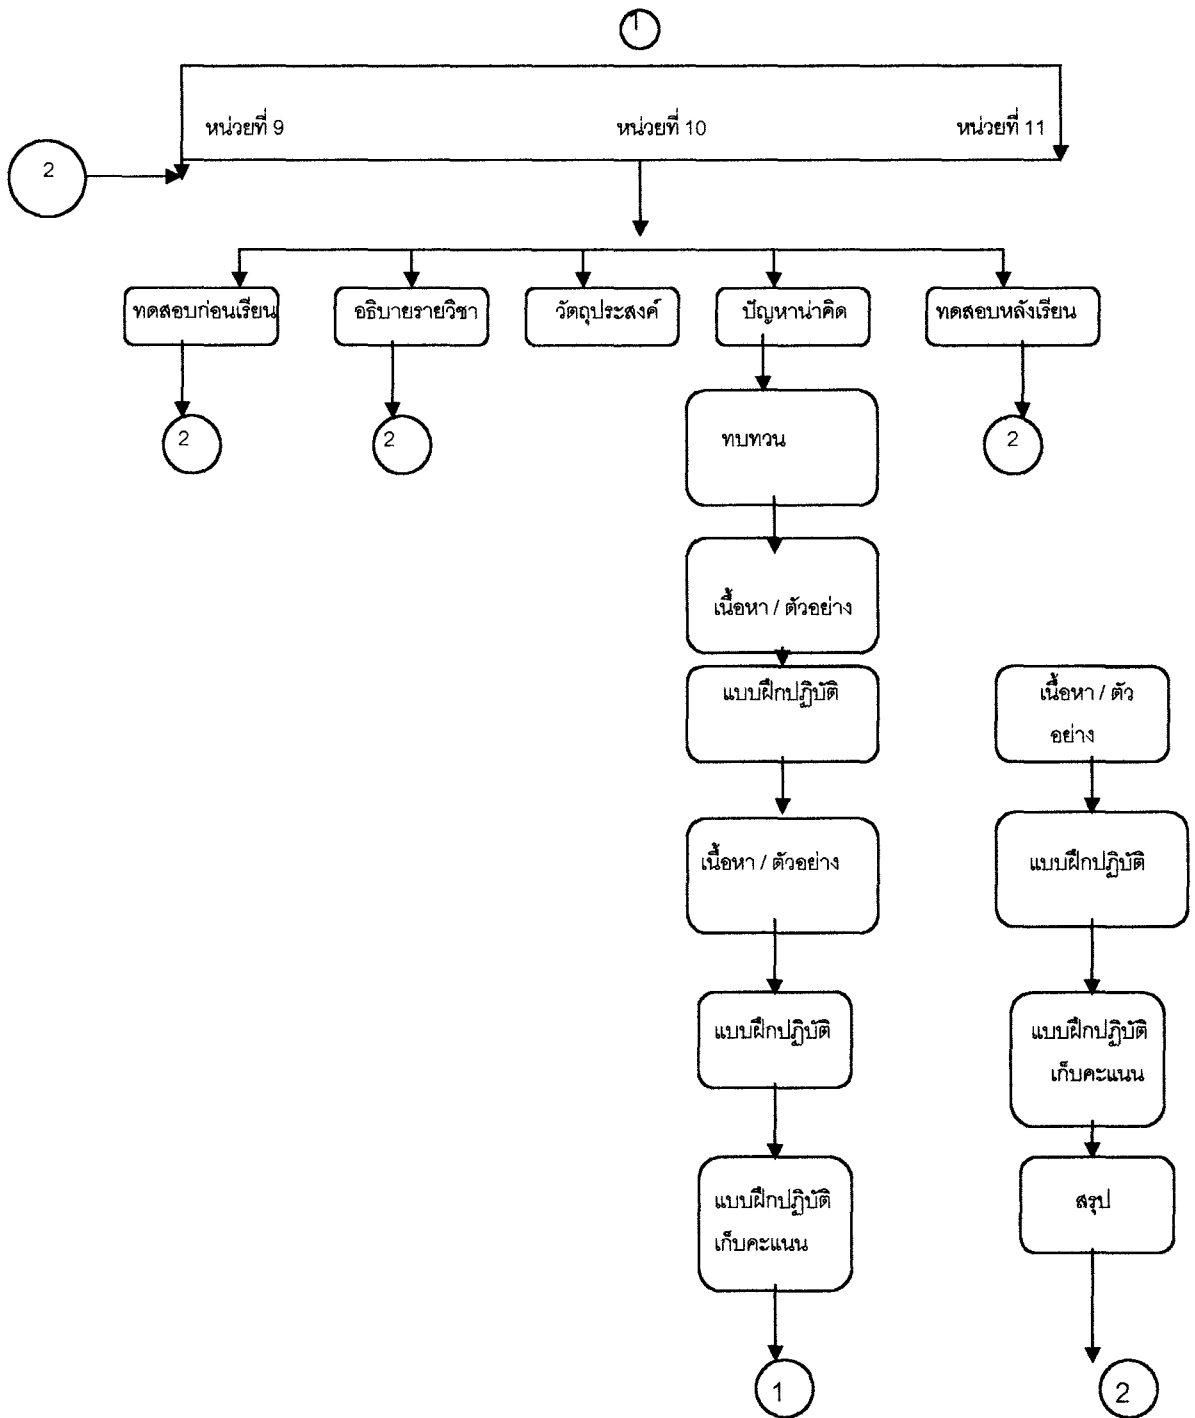 1
หน่วยที่ 9
หน่วยที่ 10
หน่วยที่ 11
2
ทดสอบก่อนเรียน
อธิบายรายวิชา
วัตถุประสงค์
ปัญหาน่าคิด
ทดสอบหลังเรียน
2
2
ทบทวน
2
เนื้อหา / ตัวอย่าง
แบบฝึกปฏิบัติ
เนื้อหา / ตัว
อย่าง
เนื้อหา / ตัวอย่าง
แบบฝึกปฏิบัติ
แบบฝึกปฏิบัติ
แบบฝึกปฏิบัติ
เก็บคะแนน
แบบฝึกปฏิบัติ
เก็บคะแนน
สรุป
1
2